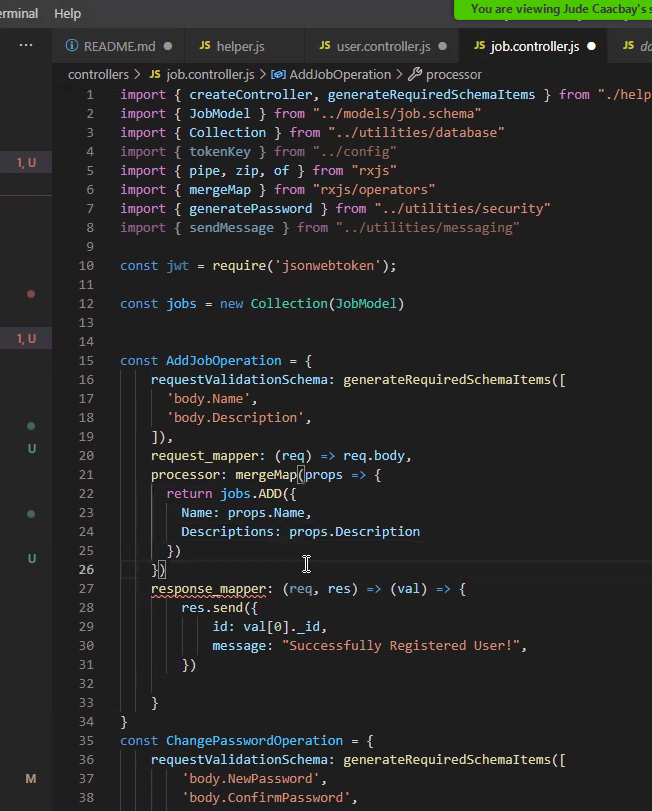 You are viewing Jude Caacbay's
erminal Help
README.md
JS helper.js
JS user.controller.js
JS job.controller.js
JS
controllers > JS job.controller.js > AddJobOperation > processor
1 import { createController, generateRequiredSchemaItems } from "./help
2 import { JobModel } from "../models/job.schema"
3 import { Collection } from "../utilities/database"
4 import { tokenKey } from "../config"
5 import { pipe, zip, of } from "rxjs"
6 import { mergeMap } from "rxjs/operators"
7 import { generatePassword } from "../utilities/security"
8 import { sendMessage } from "../utilities/messaging"
9
10 const jwt = require('jsonwebtoken');
11
12 const jobs = new Collection(JobModel)
13
14
15 const AddJobOperation = {
16 requestValidationSchema: generateRequiredSchemaItems([
17 'body.Name',
18 'body.Description',
19 ]),
20 request_mapper: (req) => req.body,
21 processor: mergeMap(props => {
22 return jobs.ADD({
23 Name: props.Name,
24 Descriptions: props.Description
25 })
26 })
27 response_mapper: (req, res) => (val) => {
28 res.send({
29 id: val[0]._id,
30 message: "Successfully Registered User!",
31 })
32
33 }
34 }
35 const ChangePasswordOperation = {
36 requestValidationSchema: generateRequiredSchemaItems([
37 'body.NewPassword',
38 'body.ConfirmPassword',
1, U
1, U
U
U
M